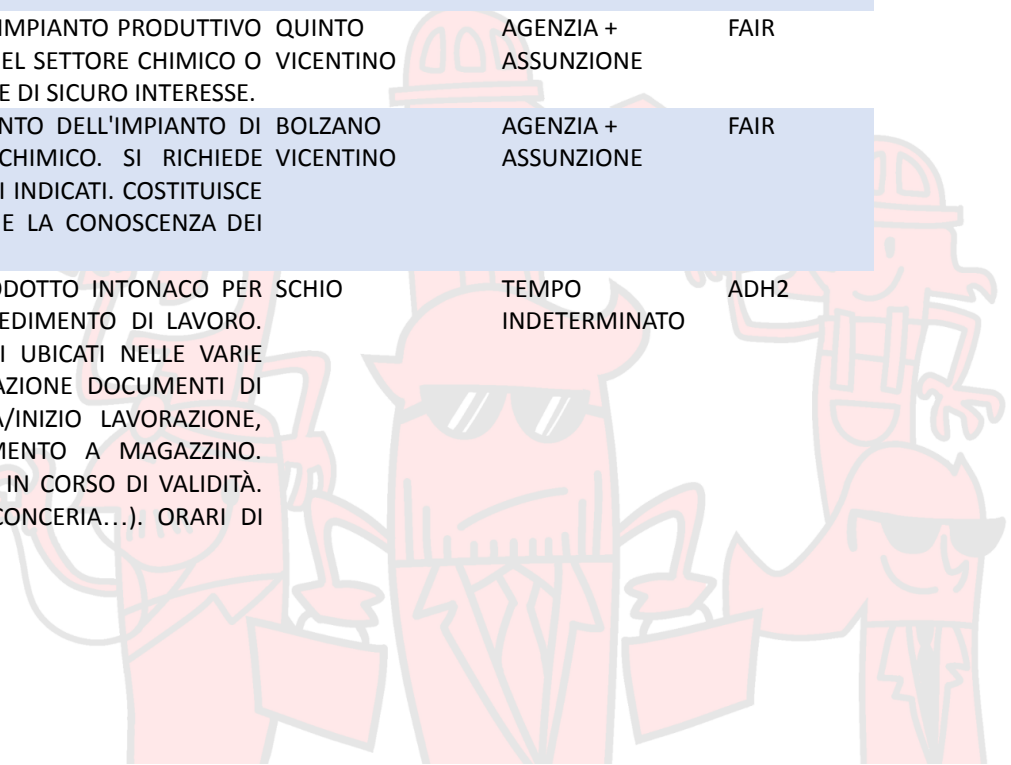 IMPIANTO PRODUTTIVO QUINTO AGENZIA + FAIR
EL SETTORE CHIMICO O VICENTINO ASSUNZIONE
E DI SICURO INTERESSE.
NTO DELL'IMPIANTO DI BOLZANO AGENZIA + FAIR
CHIMICO. SI RICHIEDE VICENTINO ASSUNZIONE
I INDICATI. COSTITUISCE
E LA CONOSCENZA DEI
ODOTTO INTONACO PER SCHIO TEMPO ADH2
EDIMENTO DI LAVORO. INDETERMINATO
I UBICATI NELLE VARIE
AZIONE DOCUMENTI DI
A/INIZIO LAVORAZIONE,
MENTO A MAGAZZINO.
IN CORSO DI VALIDITÀ.
CONCERIA…). ORARI DI